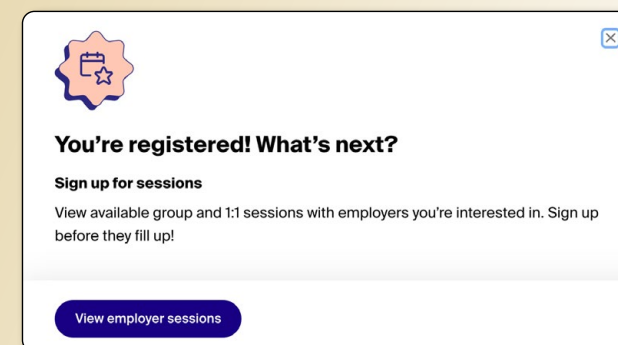 You’re registered! What’s next?
Sign up for sessions
View available group and 1:1 sessions with employers you’re interested in. Sign up
before they fill up!
View employer sessions